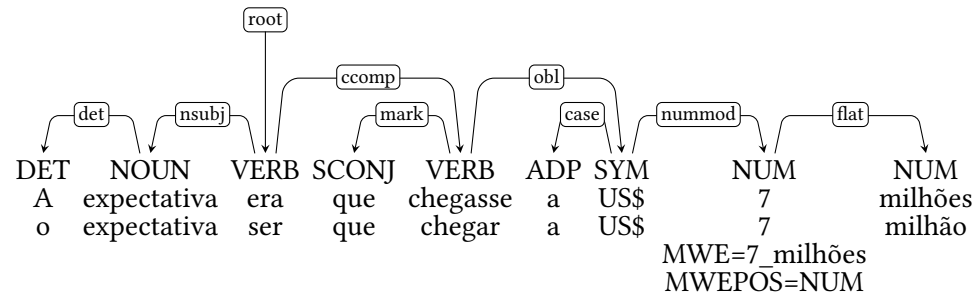 root
ccomp obl
det nsubj mark case nummod flat
DET NOUN VERB SCONJ VERB ADP SYM NUM NUM
A expectativa era que chegasse a US$ 7 milhões
o expectativa ser que chegar a US$ 7 milhão
MWE=7_milhões
MWEPOS=NUM